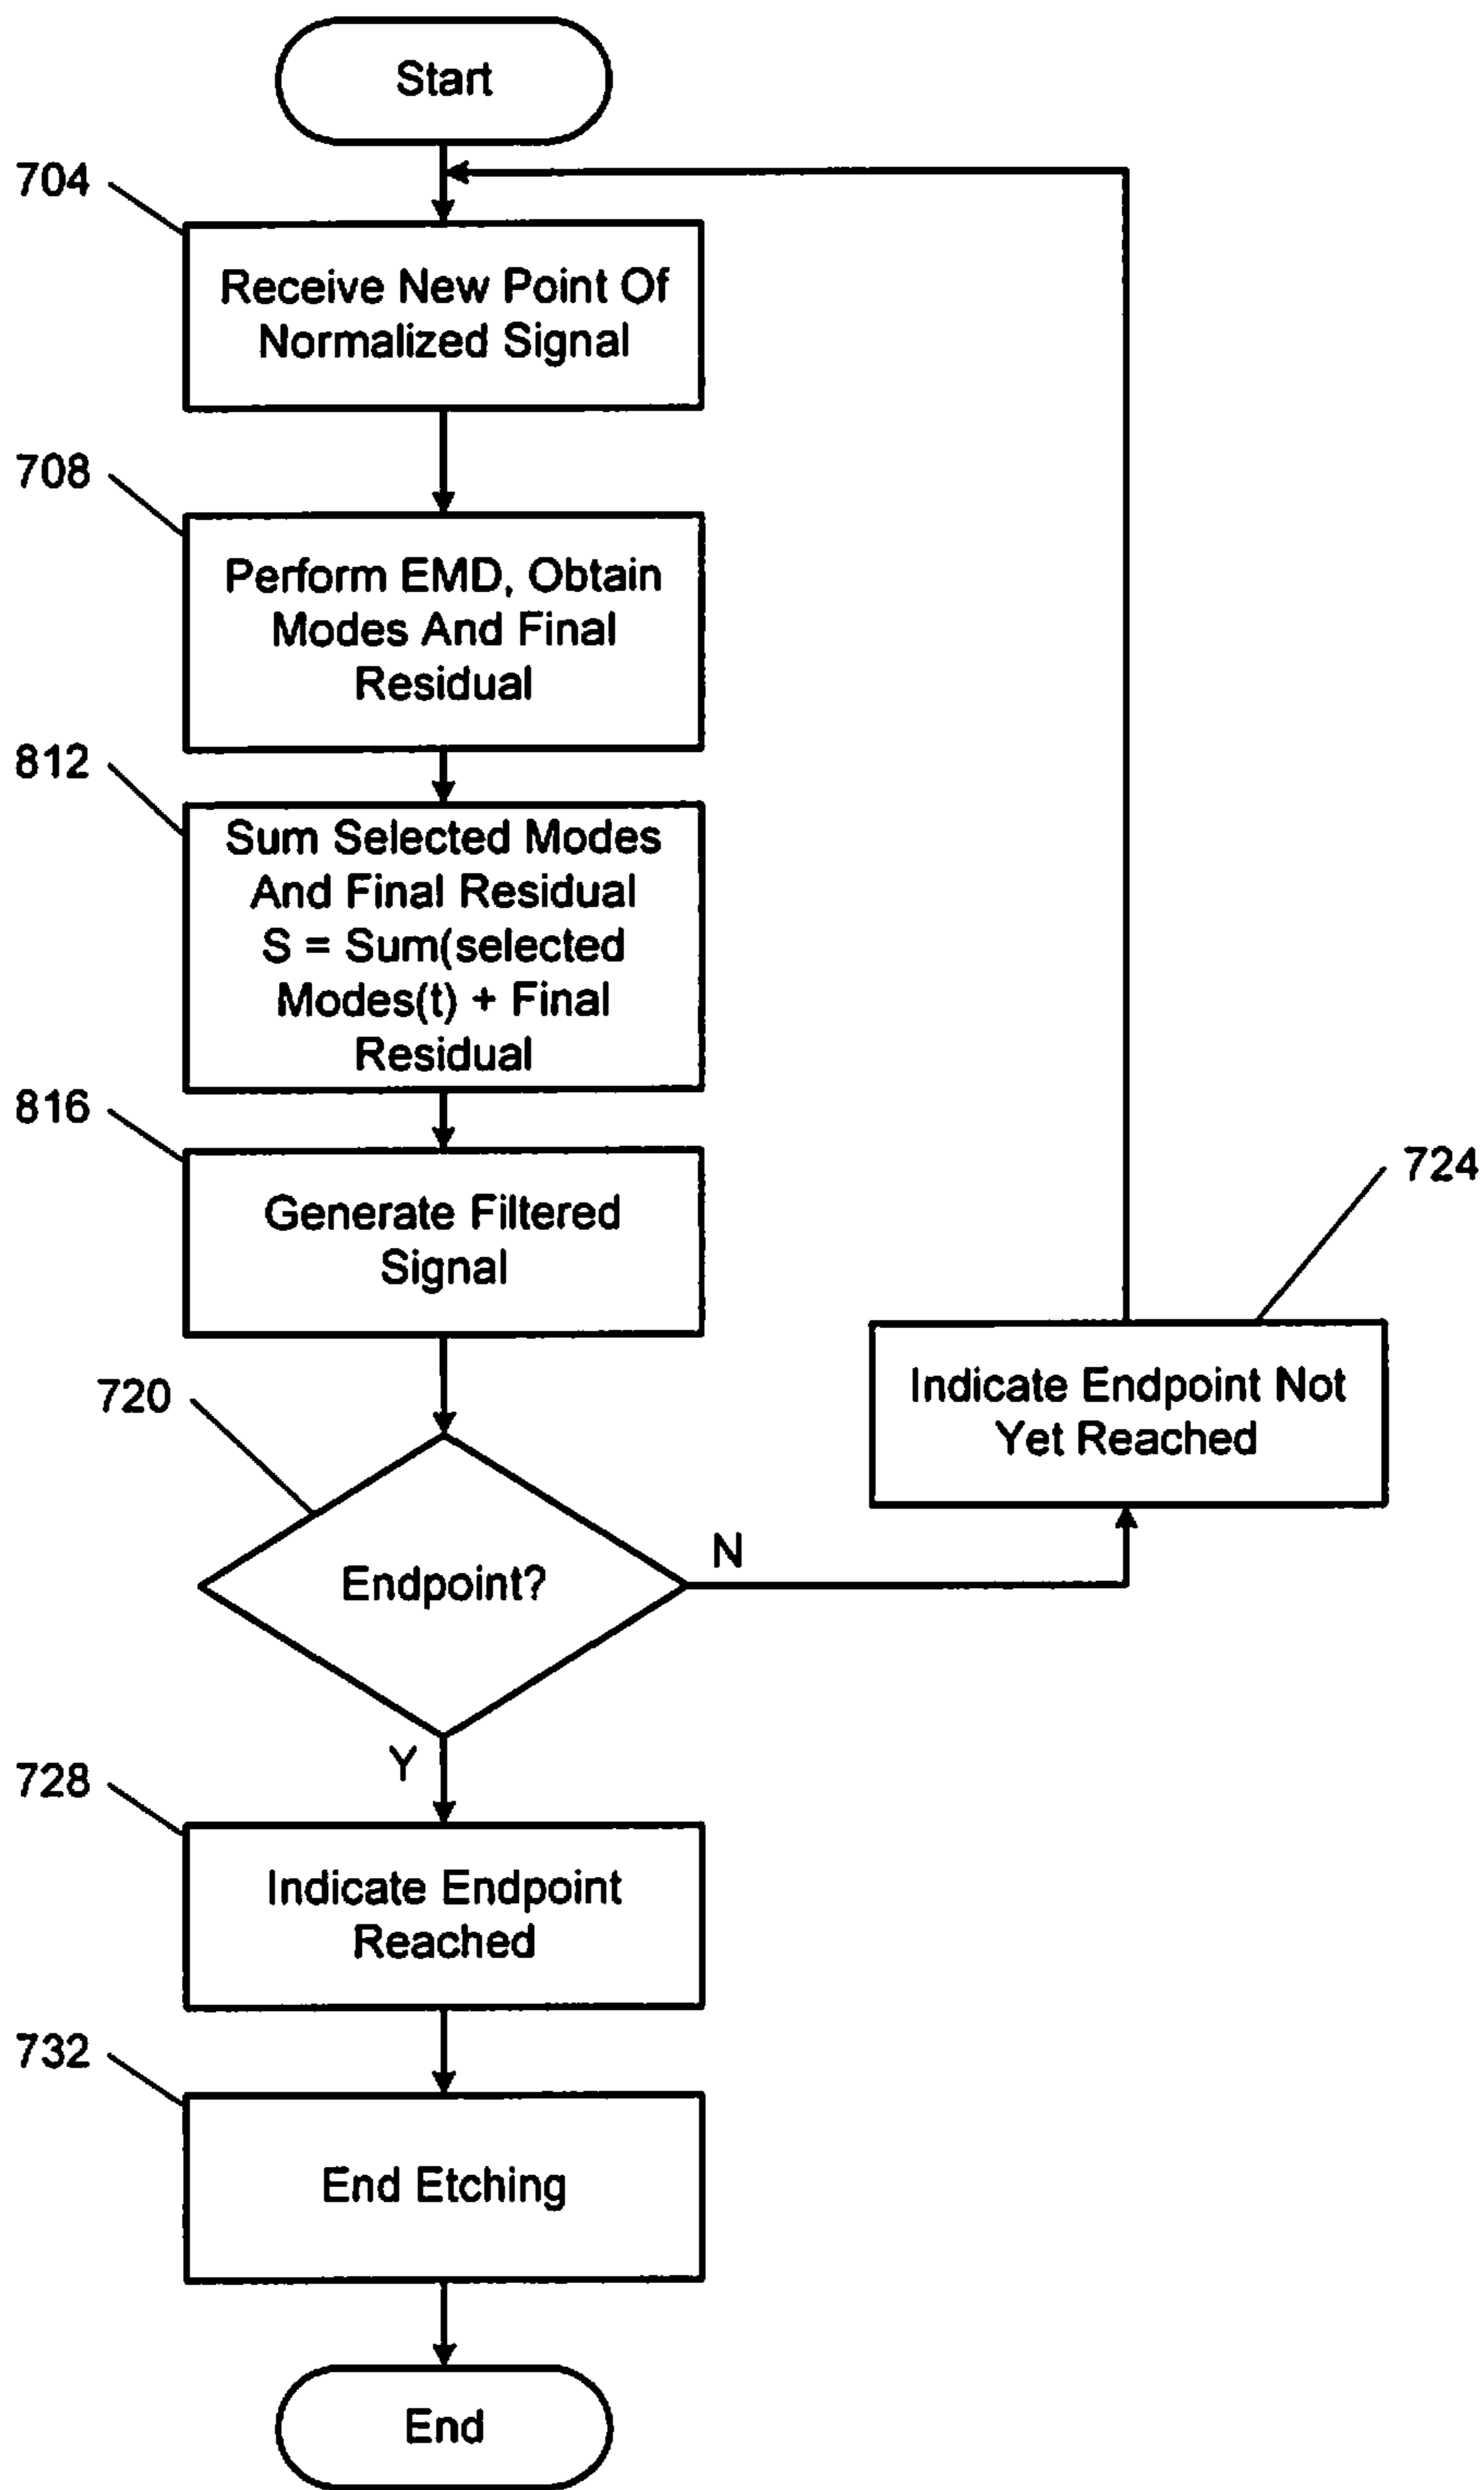 Start
704
Receive New Point Of
Normalized Signal
708
Perform EMD, Obtain
Modes And Final
Residual
812
Sum Selected Modes
And Final Residual
S = Sum(selected
Modes(t) + Final
Residual
816
Generate Filtered
Signal
724
Indicate Endpoint Not
Yet Reached
720
Endpoint?
N
Y
728
Indicate Endpoint
Reached
732
End Etching
End